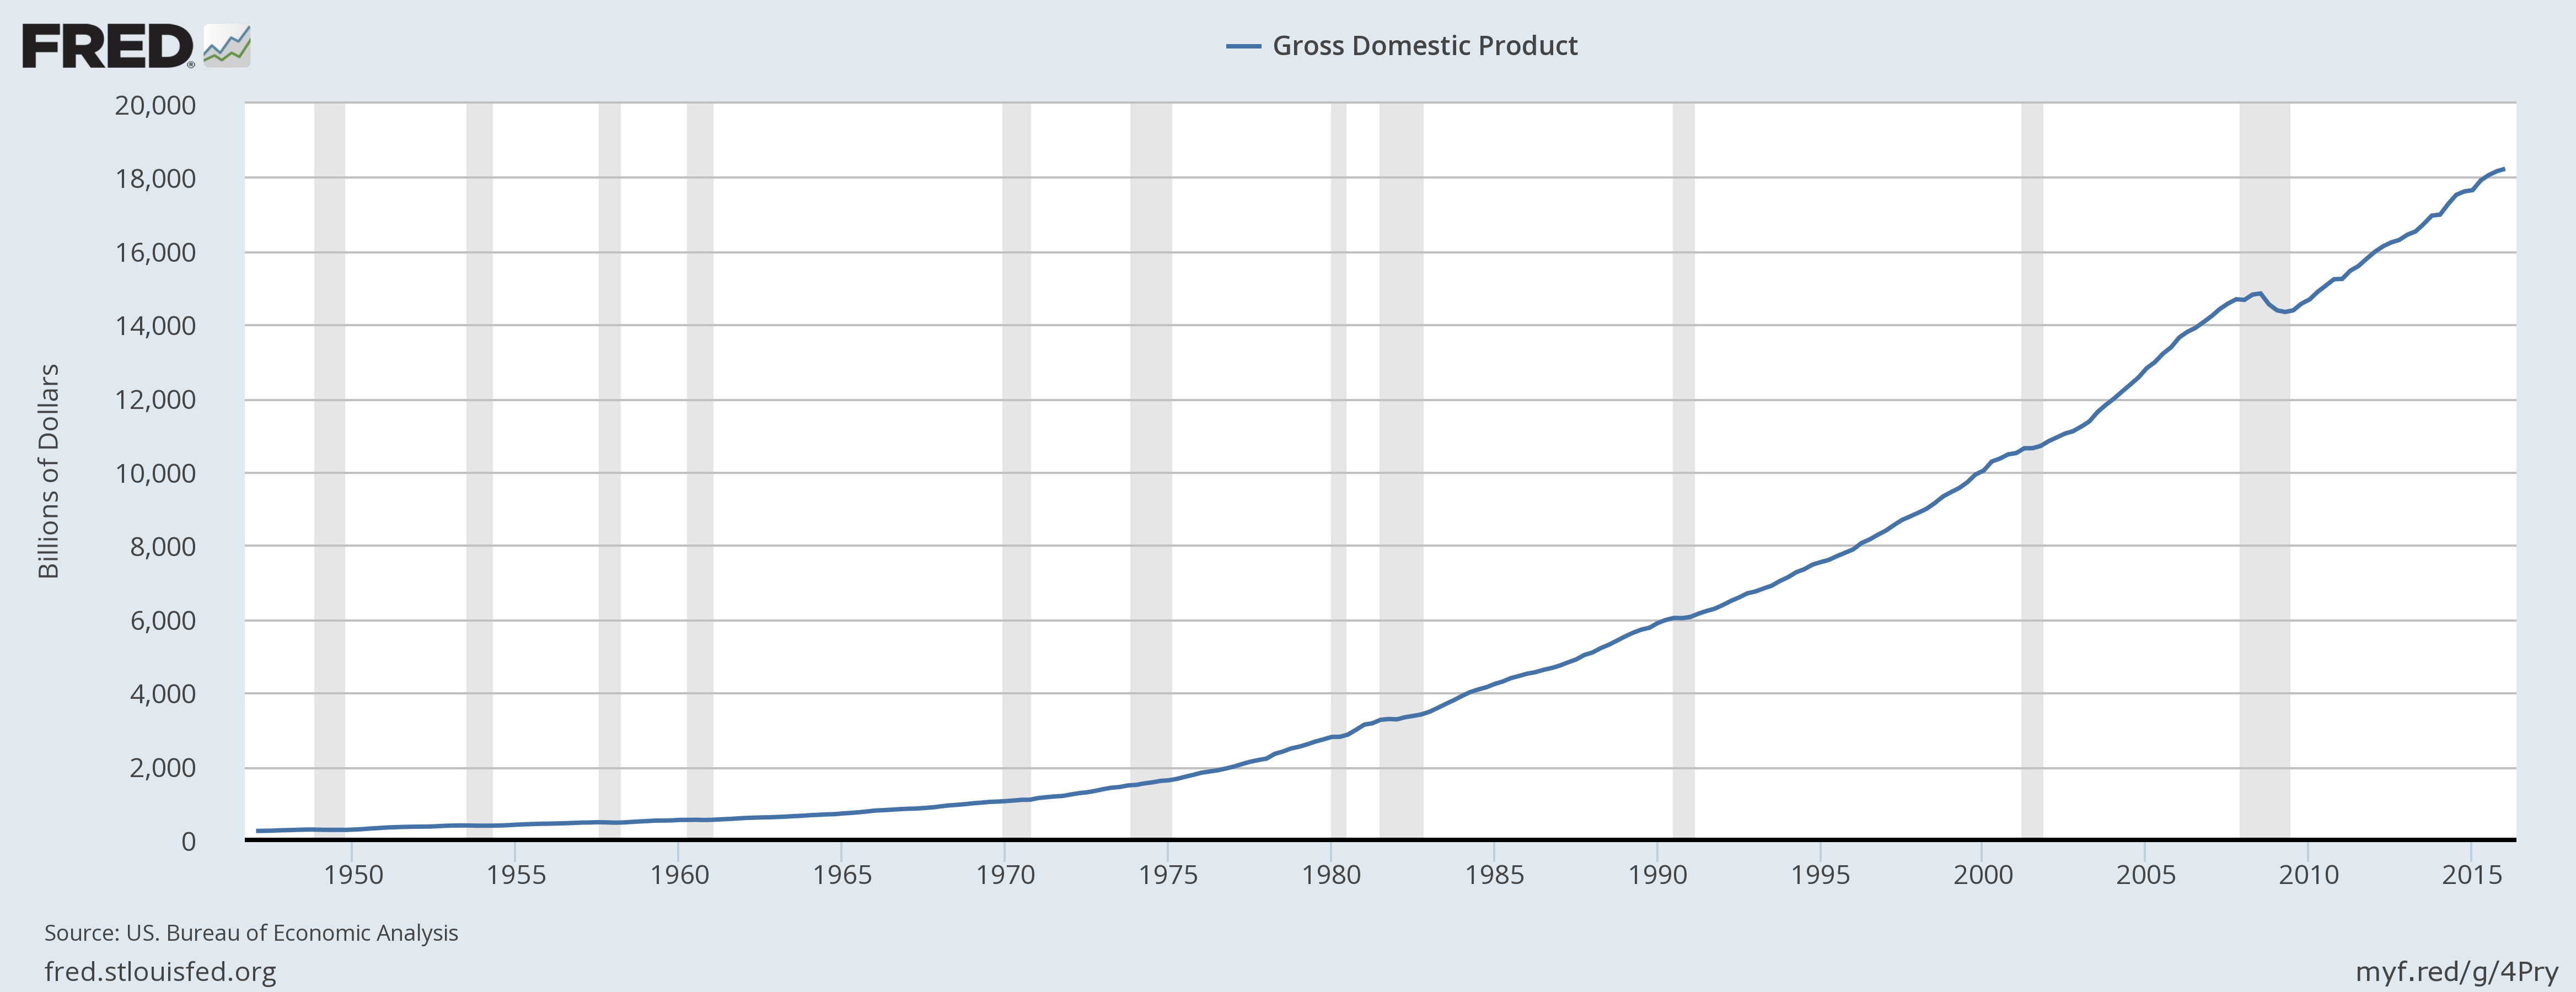 FRED®
Gross Domestic Product
20,000
18,000
16,000
14,000
12,000
10,000
8,000
6,000
4,000
2,000
0
Billions of Dollars
1950 1955 1960 1965 1970 1975 1980 1985 1990 1995 2000 2005 2010 2015
Source: US. Bureau of Economic Analysis
fred.stlouisfed.org myf.red/g/4Pry